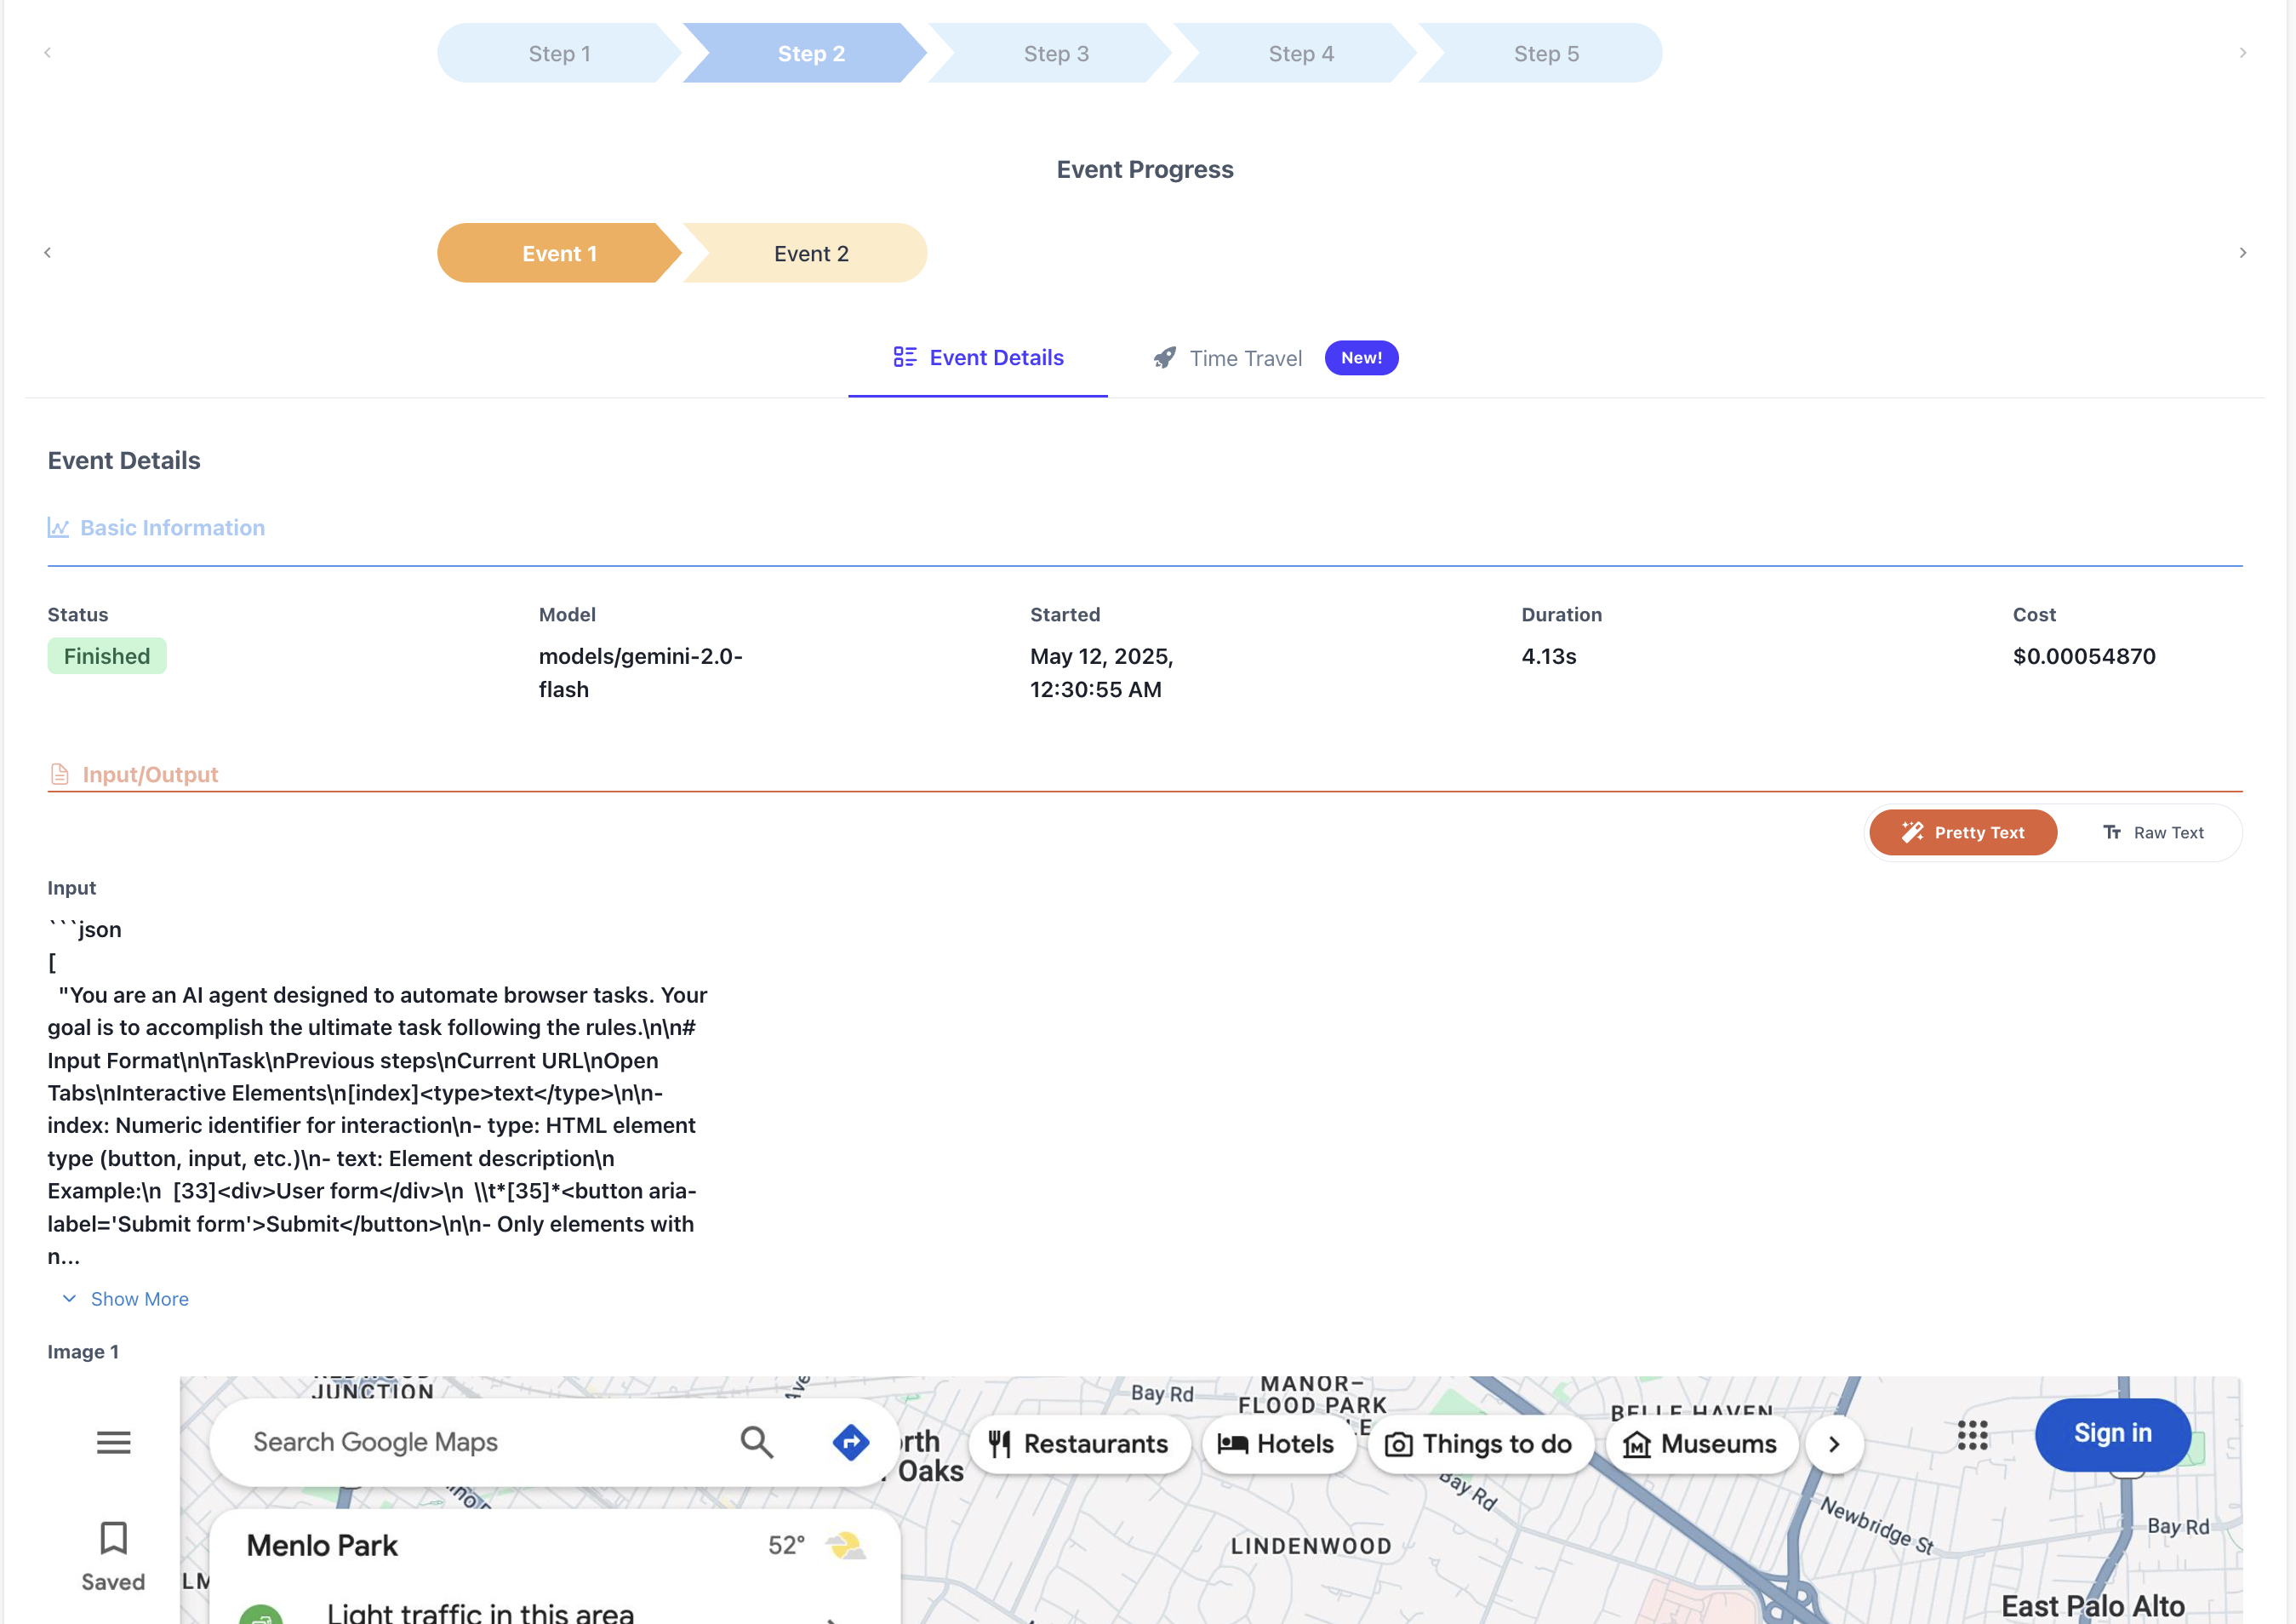 Step 1
Step 2
Step 3
Step 4
Step 5
Event Progress
Event 1
Event 2
Event Details
Time Travel
New!
Event Details
Basic Information
Status
Model
Started
Duration
Cost
Finished
models/gemini-2.0-
flash
May 12, 2025,
12:30:55 AM
4.13s
$0.00054870
Input/Output
Pretty Text
Raw Text
Input
```json
[
"You are an AI agent designed to automate browser tasks. Your
goal is to accomplish the ultimate task following the rules.\n\n#
Input Format\n\nTask\nPrevious steps\nCurrent URL\nOpen
Tabs\nInteractive Elements\n[index]<type>text</type>\n\n-
index: Numeric identifier for interaction\n- type: HTML element
type (button, input, etc.)\n- text: Element description\n
Example:\n  [33]<div>User form</div>\n  \\t*[35]*<button aria-
label='Submit form'>Submit</button>\n\n- Only elements with
n...
Show More
Image 1
JUNCTION
Ave
Bay Rd
MANOR–
FLOOD PARK
BELLE HAVEN
Search Google Maps
orth
Oaks
Restaurants
Hotels
Things to do
Museums
Sign in
Bay Rd
Newbridge St
Bay Rd
Menlo Park
52°
LINDENWOOD
Saved
Light traffic in this area
East Palo Alto